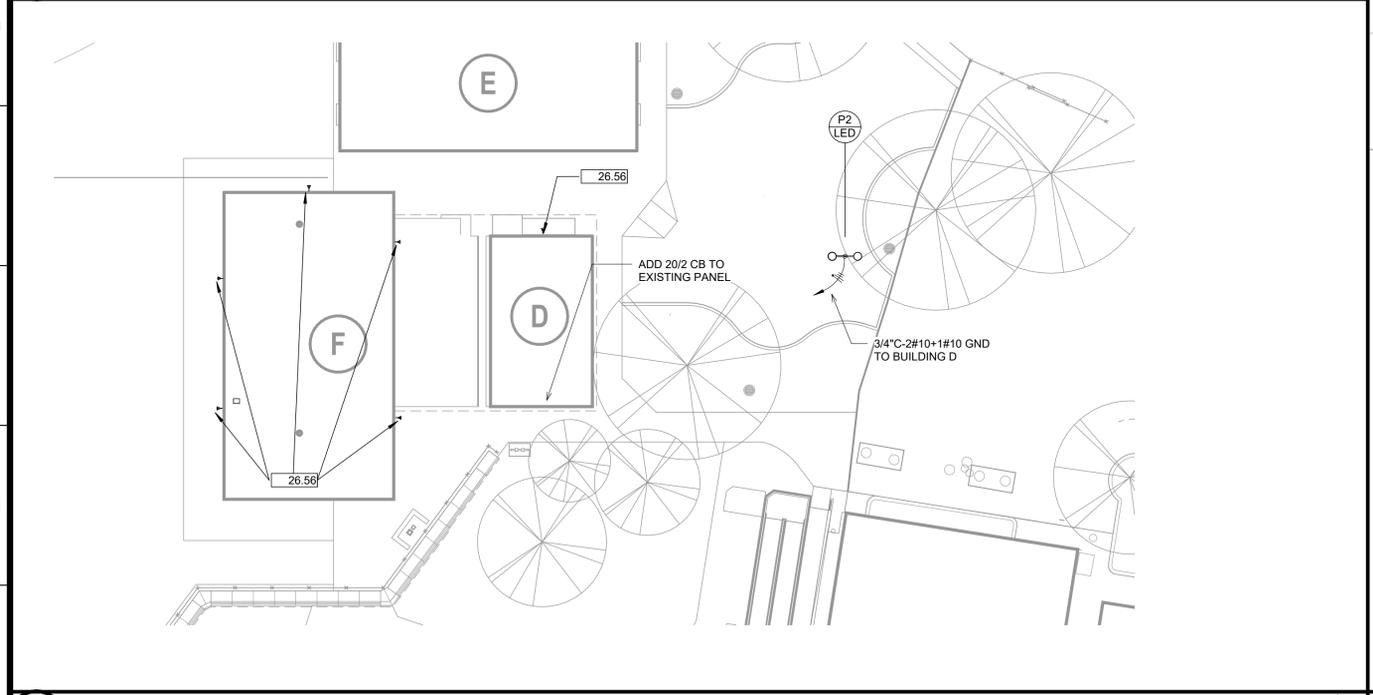 E
P2
LED
26.56
ADD 20/2 CB TO
EXISTING PANEL
D
F
3/4"C-2#10+1#10 GND
TO BUILDING D
26.56